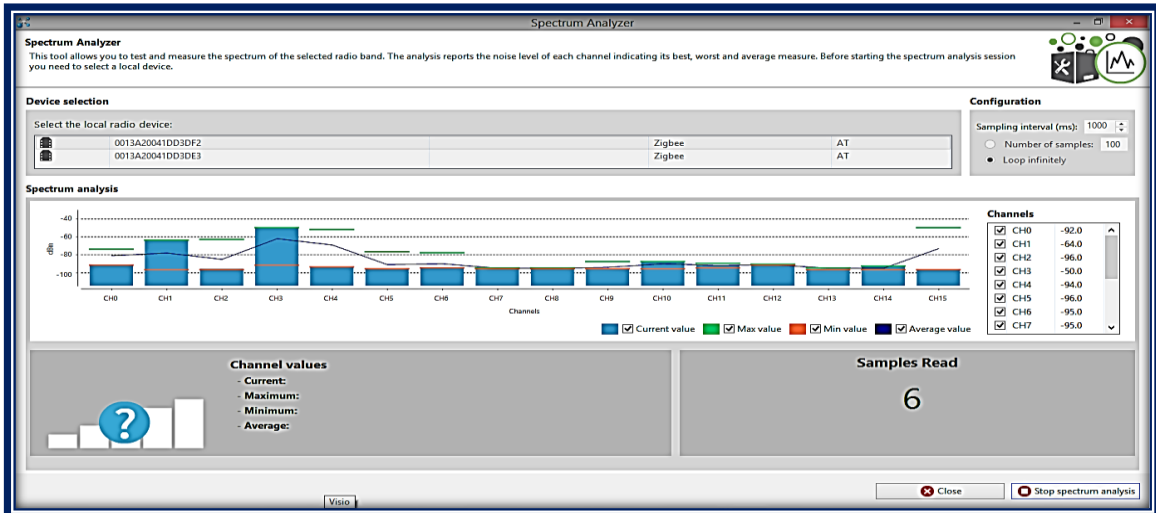 Spectrum Analyzer
Spectrum Analyzer
This tool allows you to test and measure the spectrum of the selected radio band. The analysis reports the noise level of each channel indicating its best, worst and average measure. Before starting the spectrum analysis session
you need to select a local device.
Device selection
Configuration
Select the local radio device:
0013A20041DD3DF2 Zigbee AT
0013A20041DD3DE3 Zigbee AT
Sampling interval (ms): 1000
Number of samples: 100
Loop infinitely
Spectrum analysis
-40
-60
-80
-100
dBm
CH0 CH1 CH2 CH3 CH4 CH5 CH6 CH7 CH8 CH9 CH10 CH11 CH12 CH13 CH14 CH15
Channels
Current value Max value Min value Average value
Channels
CH0 -92.0
CH1 -64.0
CH2 -96.0
CH3 -50.0
CH4 -94.0
CH5 -96.0
CH6 -95.0
CH7 -95.0
Channel values
- Current:
- Maximum:
- Minimum:
- Average:
Samples Read
6
Close
Stop spectrum analysis
Visio